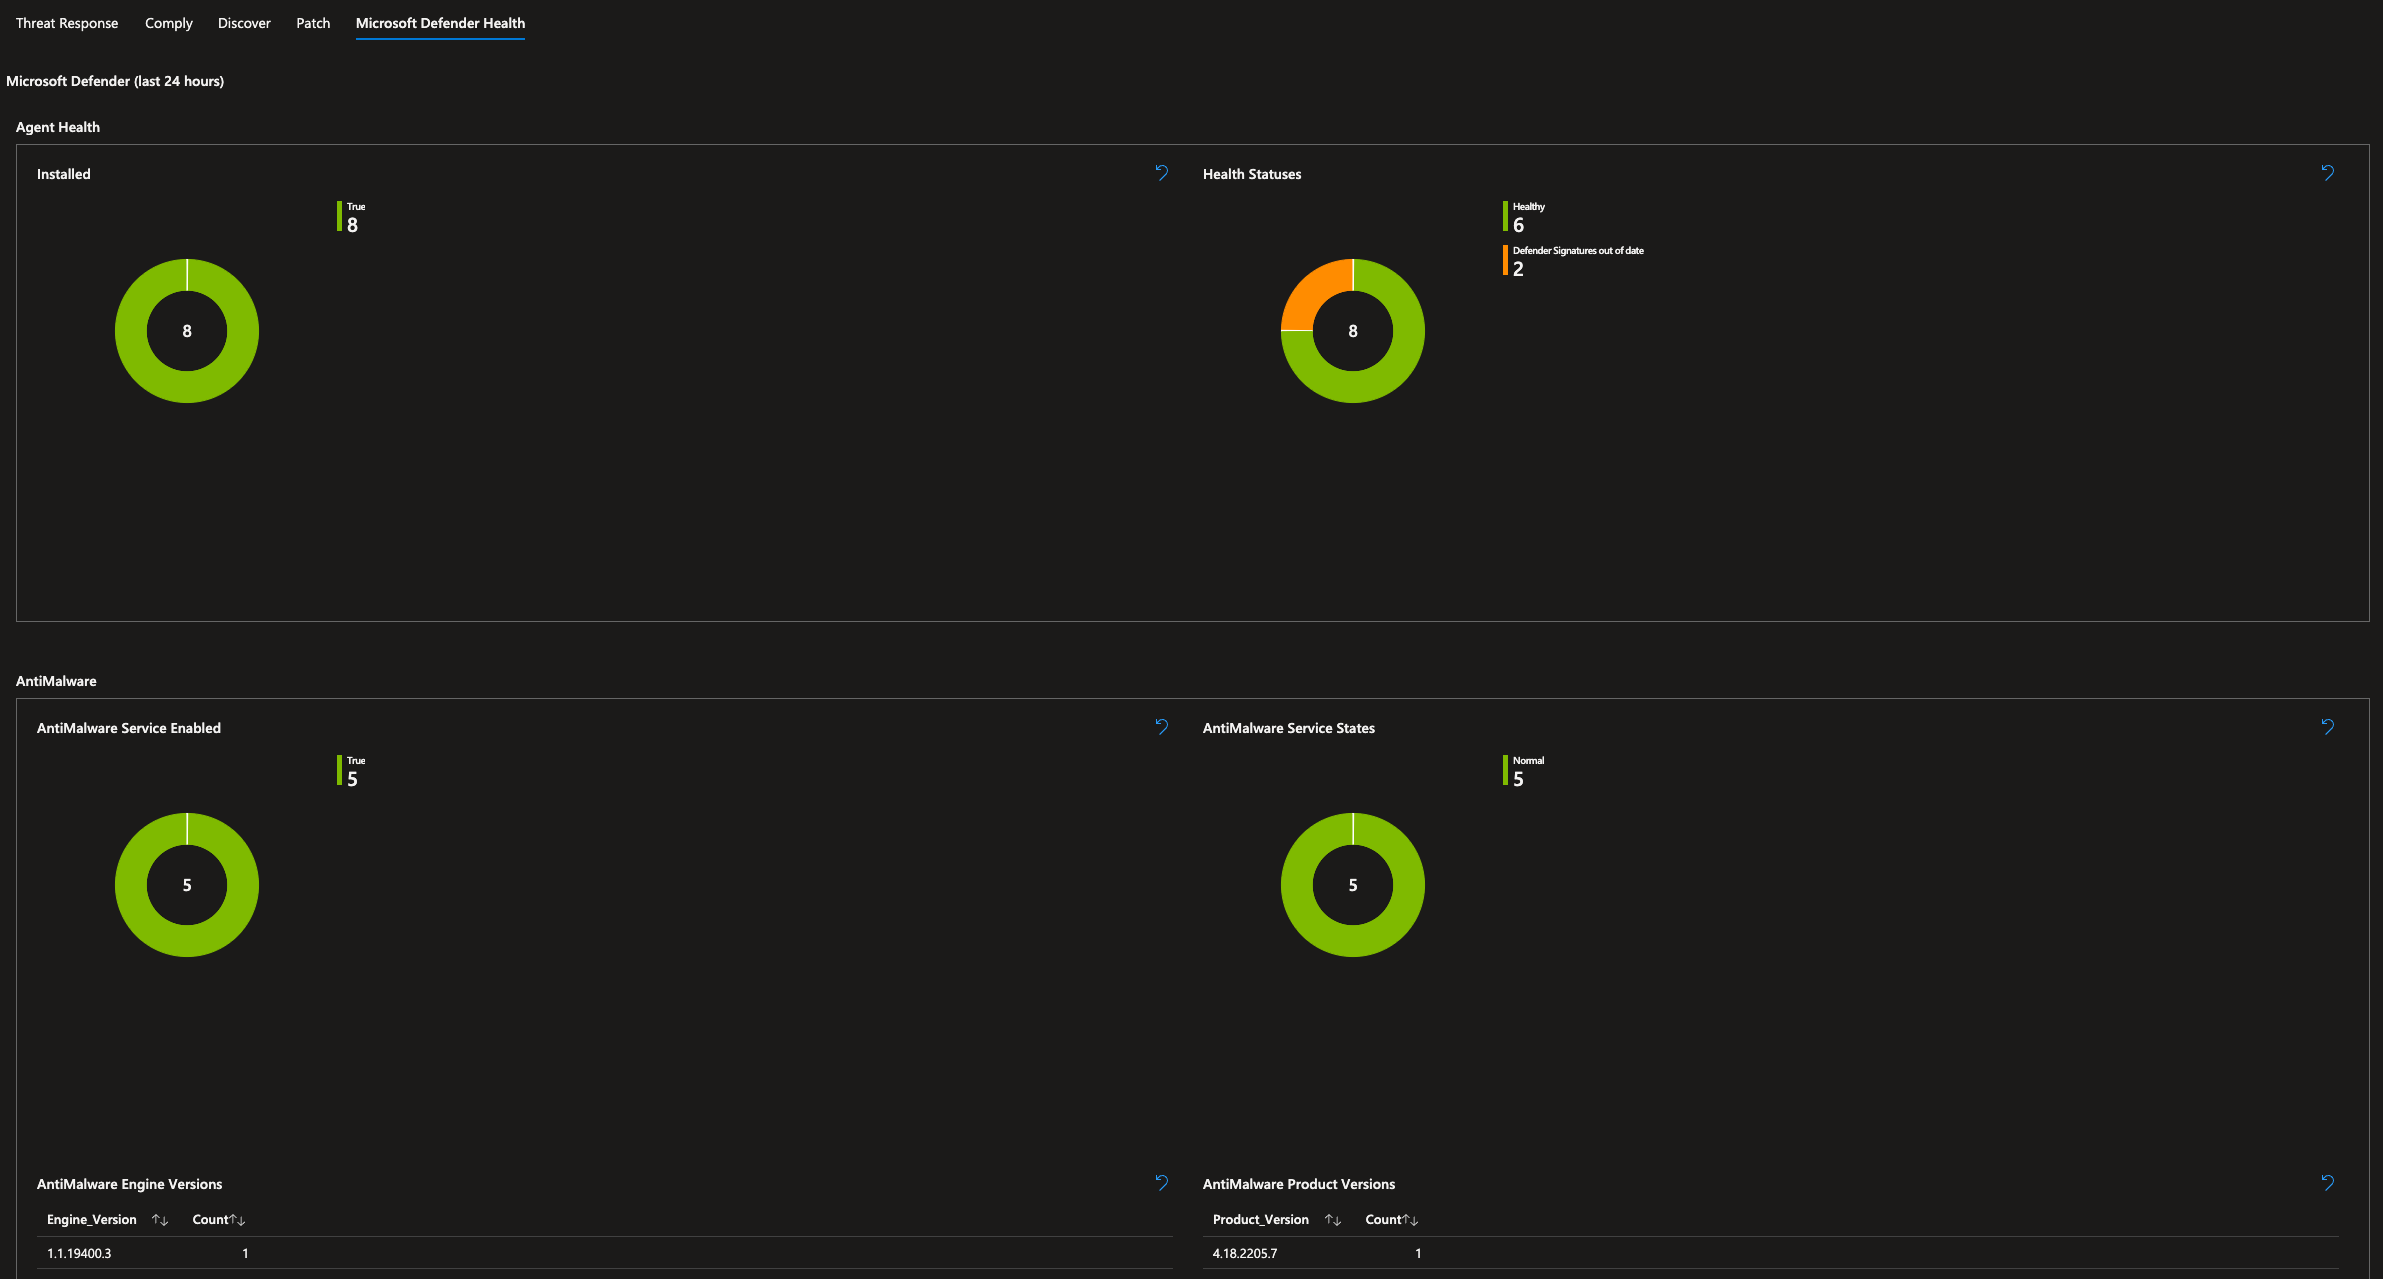 Threat Response Comply Discover Patch Microsoft Defender Health
Microsoft Defender (last 24 hours)
Agent Health
Installed
True
8
8
Health Statuses
Healthy
6
Defender Signatures out of date
2
8
AntiMalware
AntiMalware Service Enabled
True
5
5
AntiMalware Service States
Normal
5
5
AntiMalware Engine Versions
Engine_Version ↑↓ Count↑↓
1.1.19400.3 1
AntiMalware Product Versions
Product_Version ↑↓ Count↑↓
4.18.2205.7 1